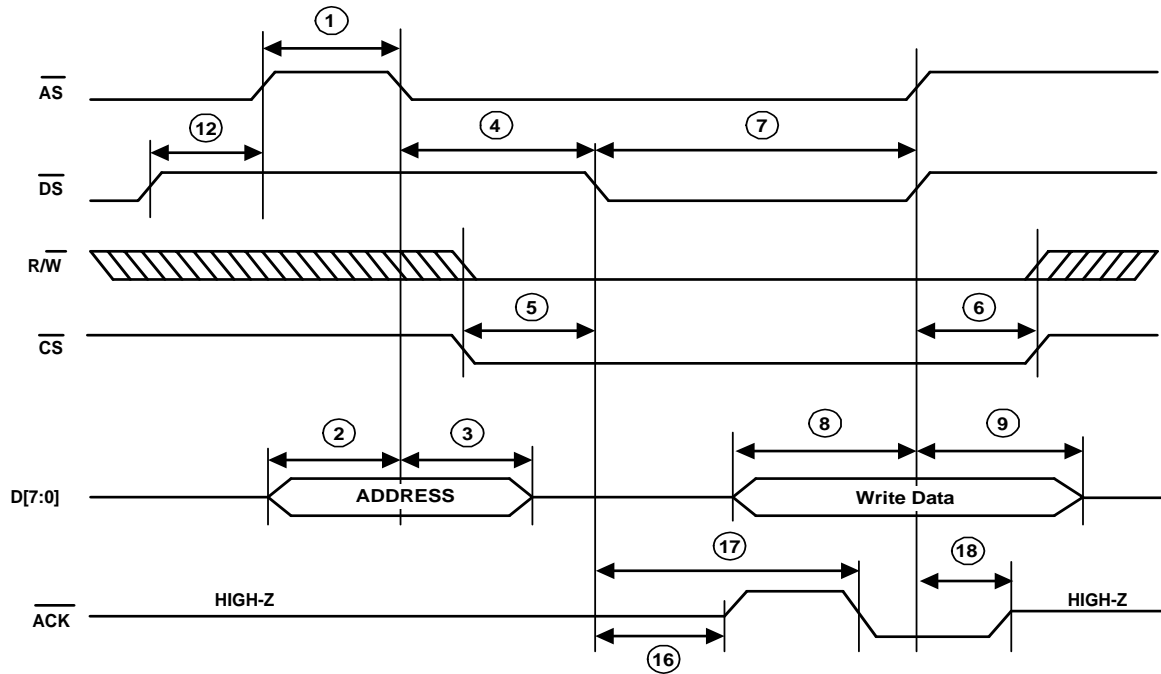 1
AS
12
4
7
DS
R/W
5
6
CS
2
3
8
9
D[7:0]
ADDRESS
Write Data
17
18
HIGH-Z
HIGH-Z
ACK
16